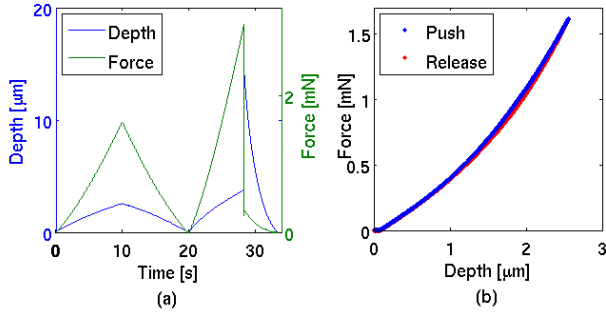 20
10
0
Depth [μm]
Depth
Force
2
0
Force [mN]
0 10 20 30
Time [s]
(a)
1.5
1
0.5
0
Force [mN]
Push
Release
0 1 2 3
Depth [μm]
(b)